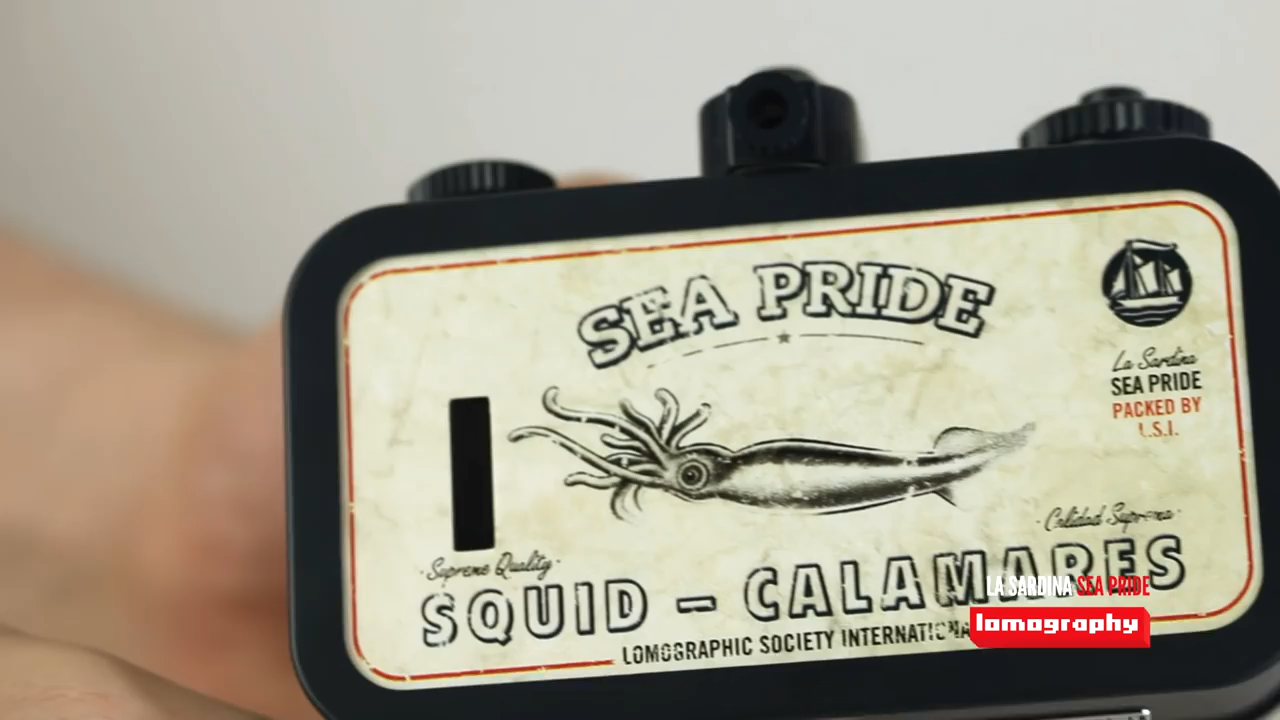 SEA PRIDE
La Sardina
SEA PRIDE
PACKED BY
L.S.I.
Calidad Suprema
Supreme Quality
SQUID - CALAMARES
LOMOGRAPHIC SOCIETY INTERNATIONA
LA SARDINA SEA PRIDE
lomography